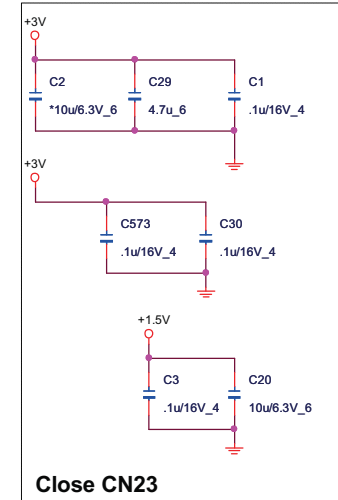 +3V
C2
C29
C1
*10u/6.3V_6
4.7u_6
.1u/16V_4
+3V
C573
C30
.1u/16V_4
.1u/16V_4
+1.5V
C3
C20
.1u/16V_4
10u/6.3V_6
Close CN23